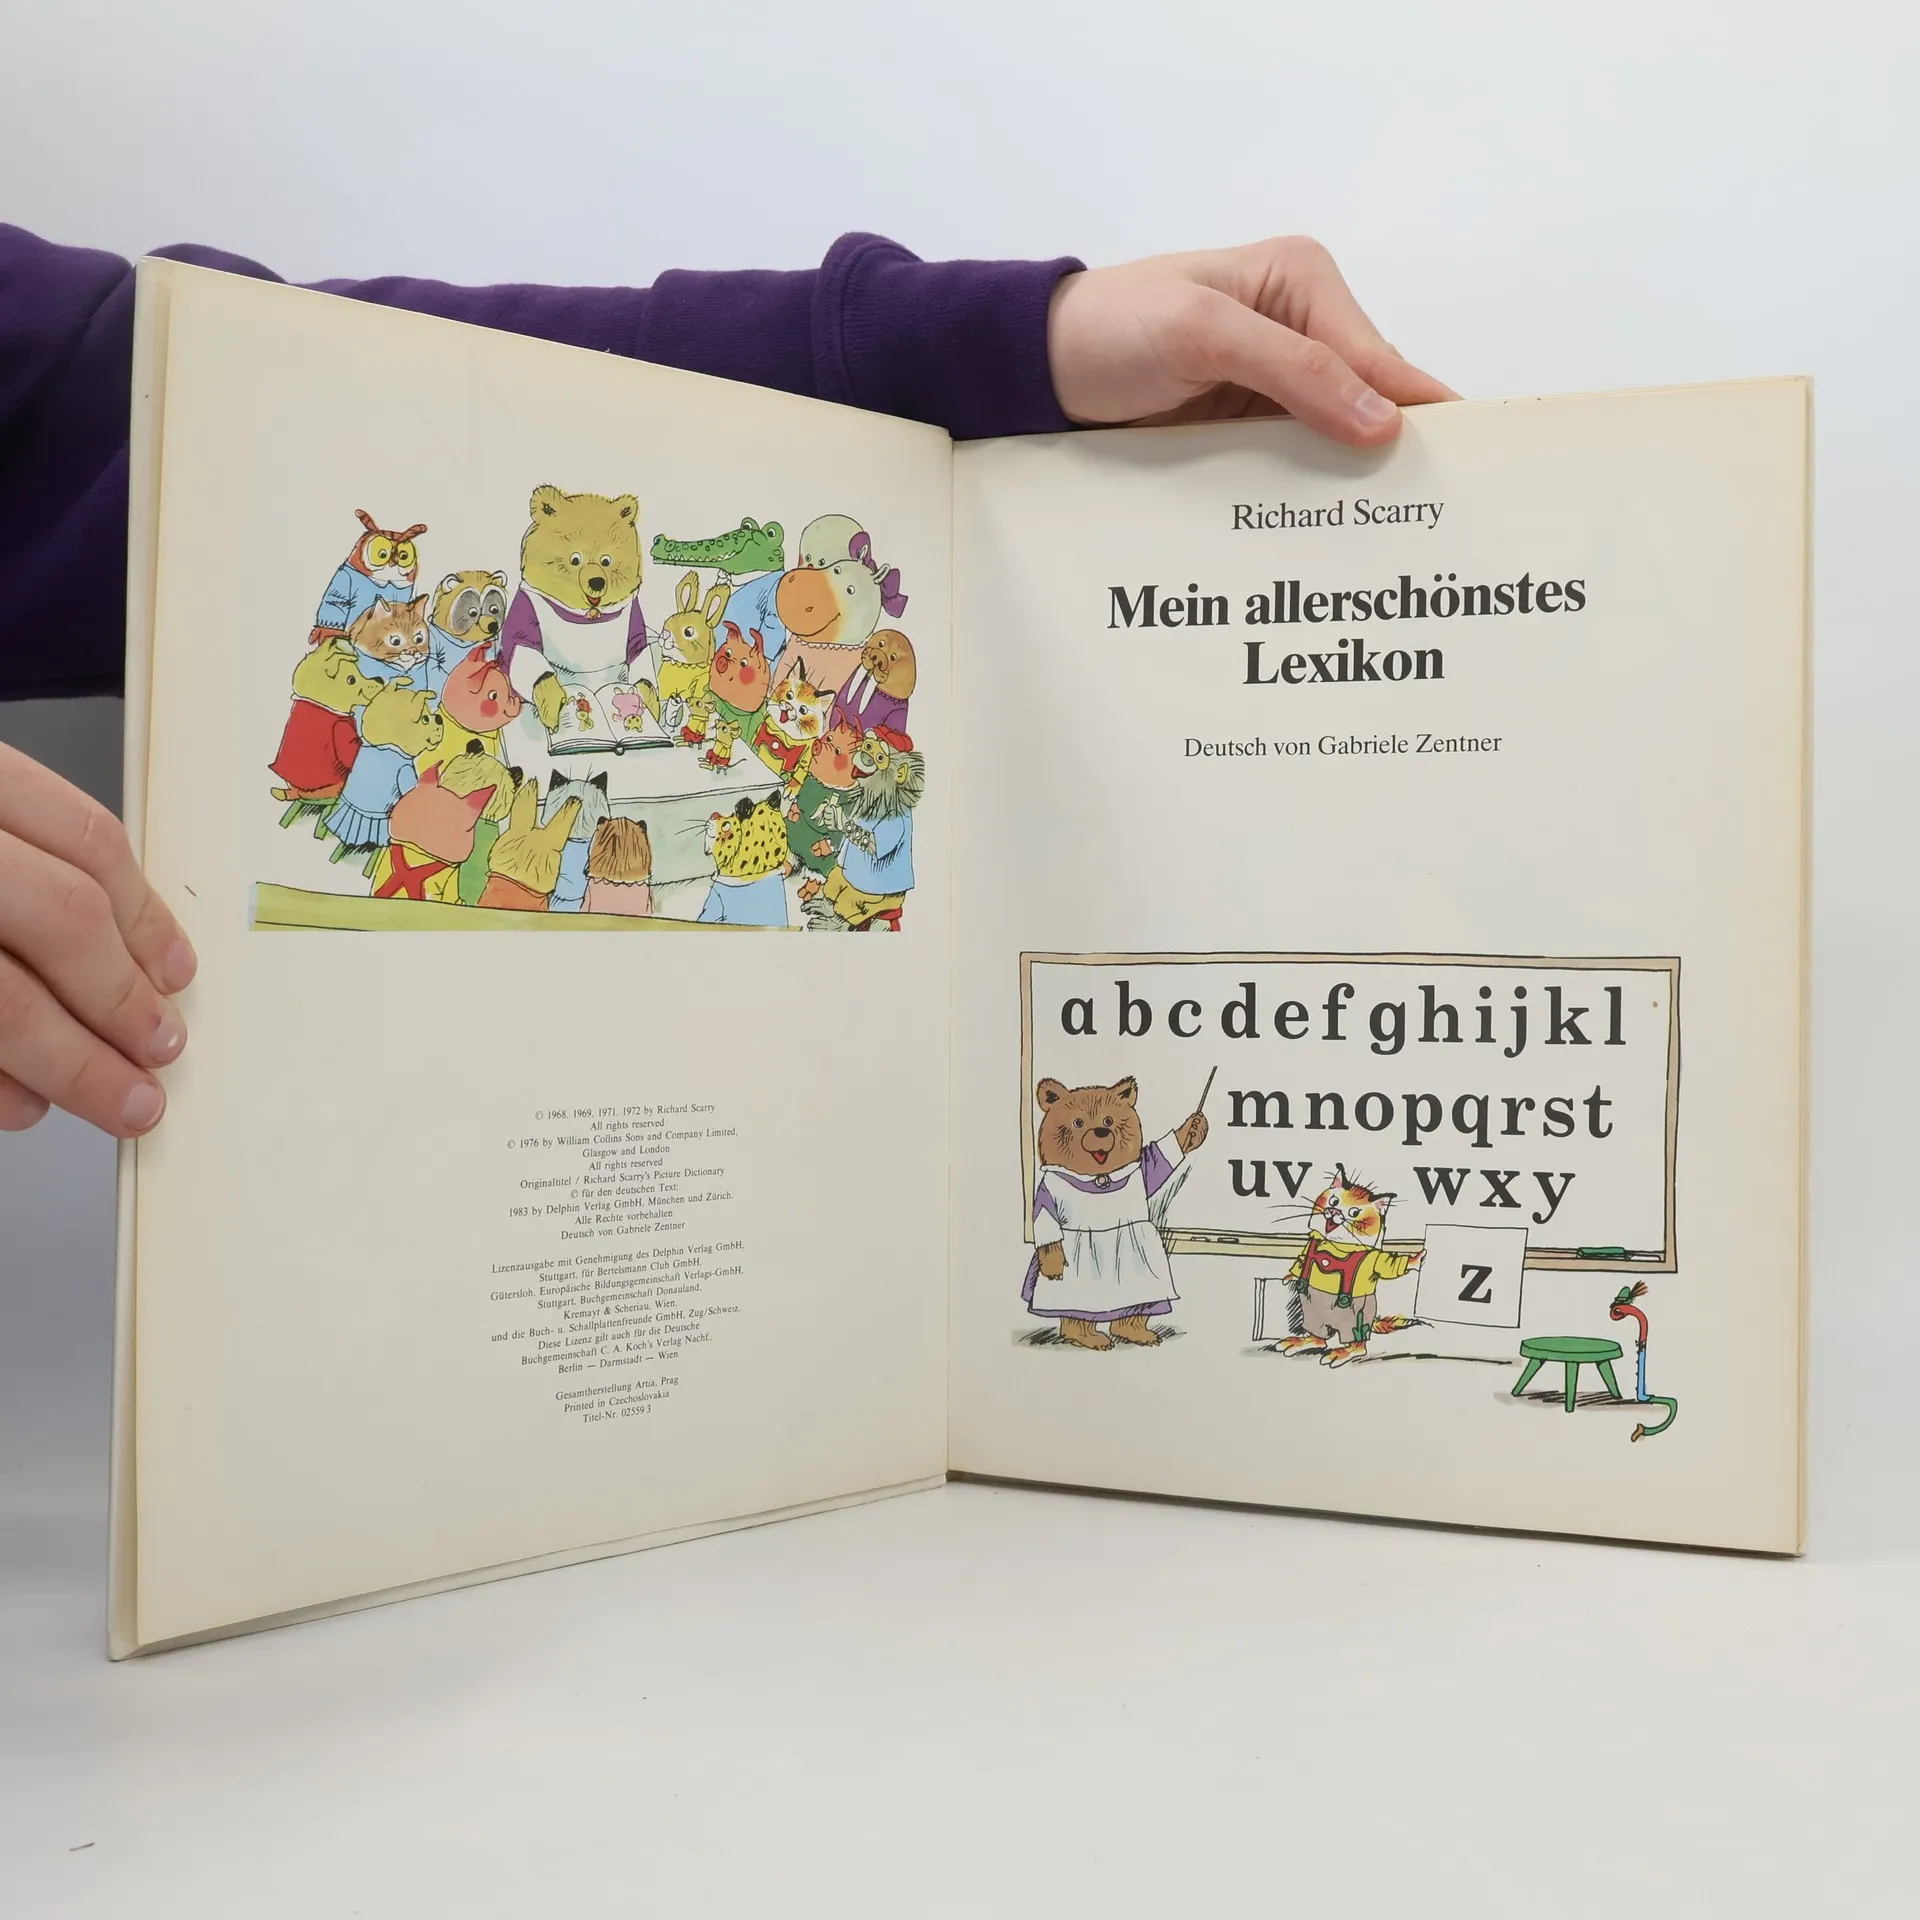 © 1968, 1969, 1971, 1972 by Richard Scarry
All rights reserved
© 1976 by William Collins Sons and Company Limited,
Glasgow and London
All rights reserved
Originaltitel / Richard Scarry's Picture Dictionary
© für den deutschen Text:
1983 by Delphin Verlag GmbH, München und Zürich.
Alle Rechte vorbehalten
Deutsch von Gabriele Zentner
Lizenzausgabe mit Genehmigung des Delphin Verlag GmbH,
Stuttgart, für Bertelsmann Club GmbH,
Gütersloh, Europäische Bildungsgemeinschaft Verlags-GmbH,
Stuttgart, Buchgemeinschaft Donauland,
Kremayr & Scheriau, Wien,
und die Buch- u. Schallplattenfreunde GmbH, Zug/Schweiz.
Diese Lizenz gilt auch für die Deutsche
Buchgemeinschaft C. A. Koch's Verlag Nachf.,
Berlin — Darmstadt — Wien
Gesamtherstellung Artia, Prag
Printed in Czechoslovakia
Titel-Nr. 02559 3
Richard Scarry
Mein allerschönstes
Lexikon
Deutsch von Gabriele Zentner
a b c d e f g h i j k l
m n o p q r s t
u v w x y
z